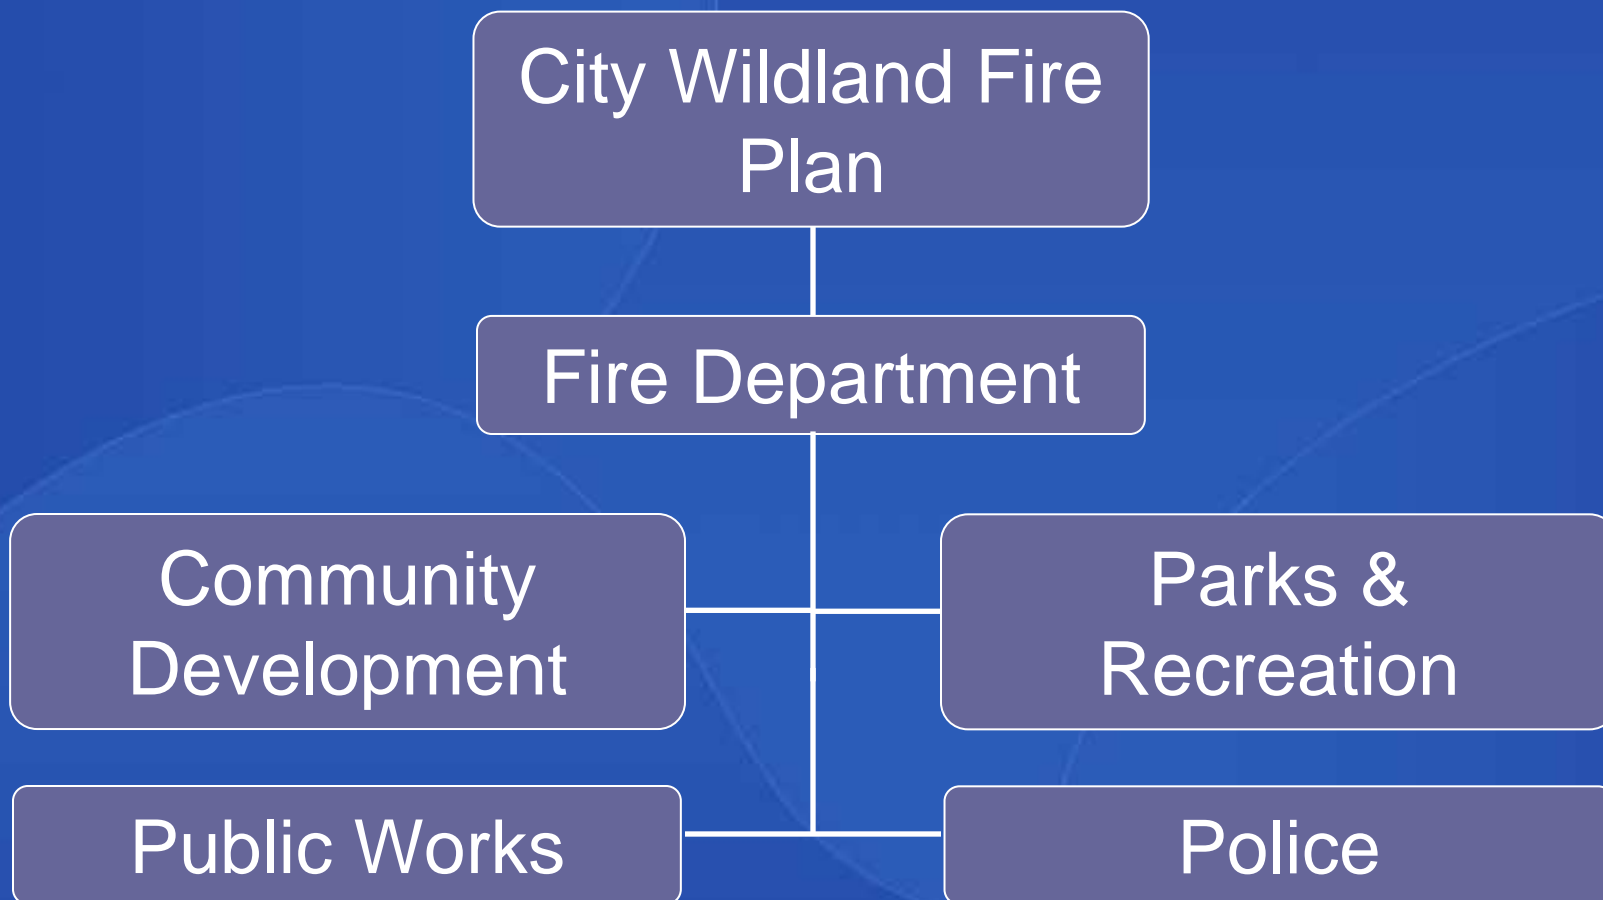 City Wildland Fire
Plan
Fire Department
Community
Development
Parks &
Recreation
Public Works
Police